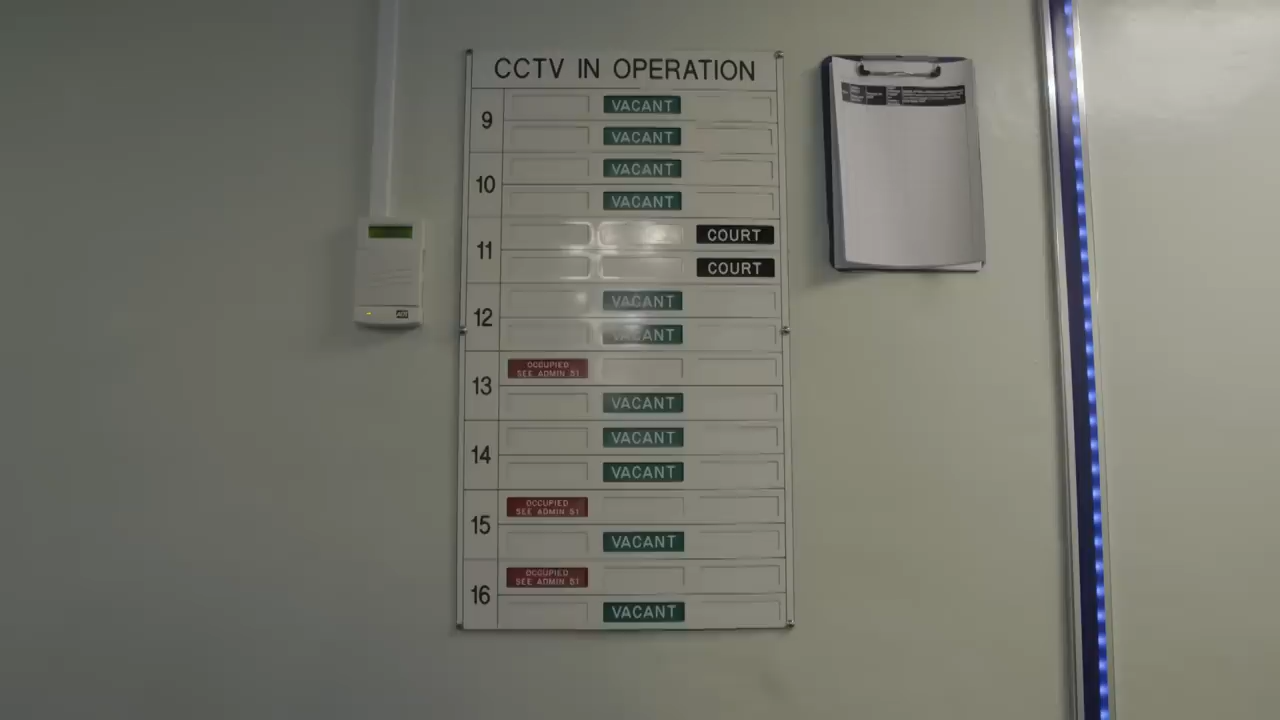 CCTV IN OPERATION
9
VACANT
VACANT
10
VACANT
VACANT
11
COURT
COURT
12
VACANT
VACANT
13
OCCUPIED
SEE ADMIN 51
VACANT
14
VACANT
VACANT
15
OCCUPIED
SEE ADMIN 51
VACANT
16
OCCUPIED
SEE ADMIN 51
VACANT